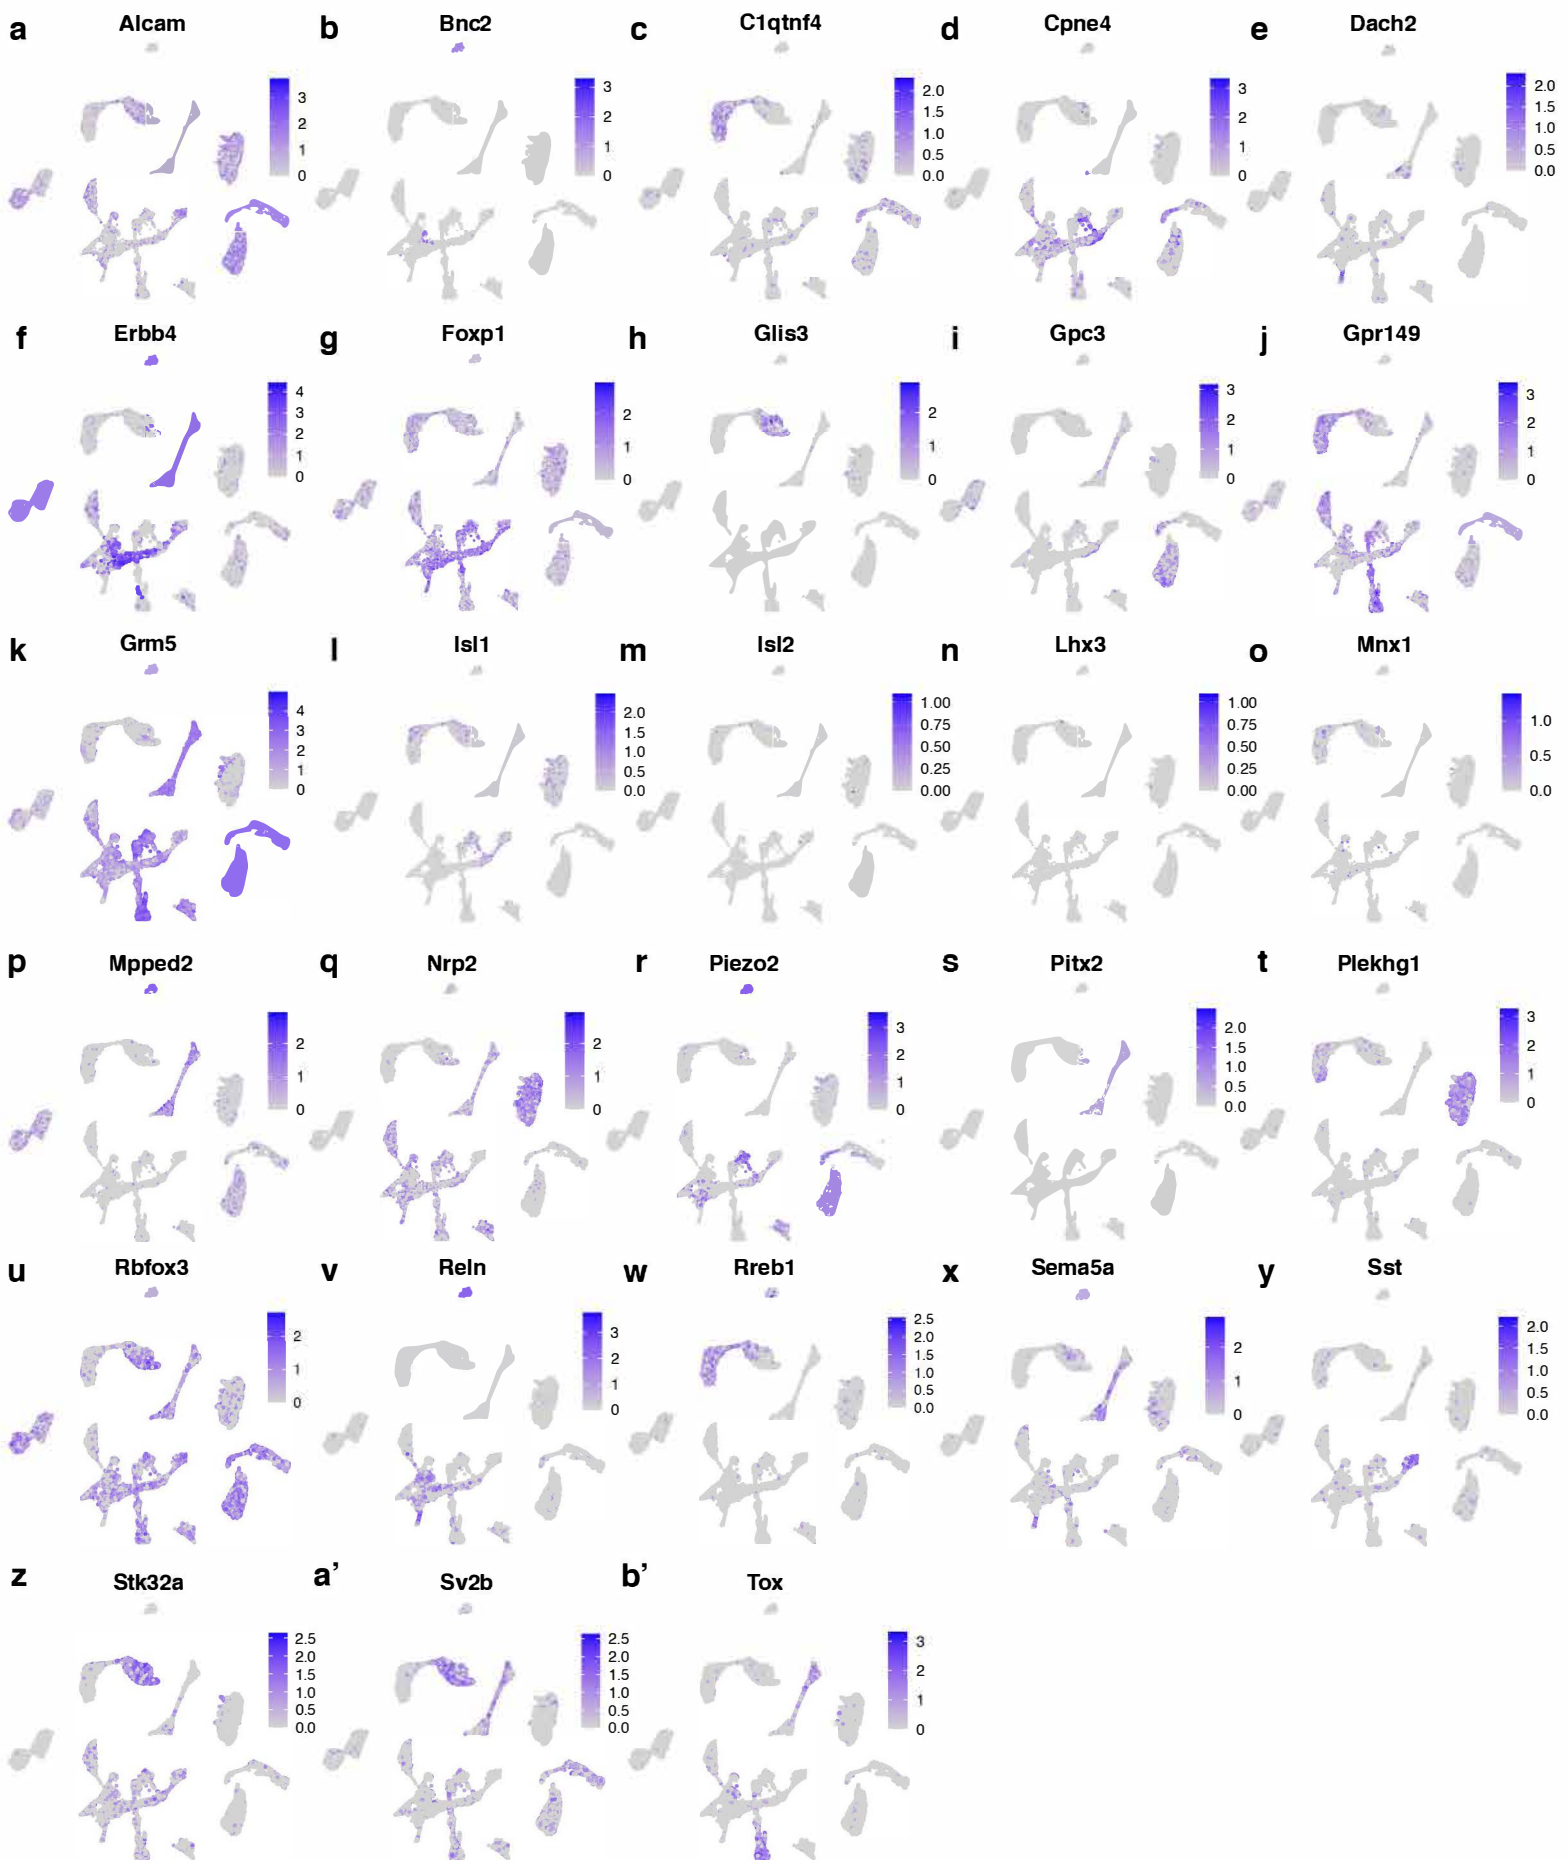 a Alcam b Bnc2 c C1qtnf4 d Cpne4 e Dach2
3 2 1 0
3 2 1 0
2.0 1.5 1.0 0.5 0.0
3 2 1 0
2.0 1.5 1.0 0.5 0.0
f Erbb4 g Foxp1 h Glis3 i Gpc3 j Gpr149
4 3 2 1 0
2 1 0
2 1 0
3 2 1 0
3 2 1 0
k Grm5 l Isl1 m Isl2 n Lhx3 o Mnx1
4 3 2 1 0
2.0 1.5 1.0 0.5 0.0
1.00 0.75 0.50 0.25 0.00
1.00 0.75 0.50 0.25 0.00
1.0 0.5 0.0
p Mpped2 q Nrp2 r Piezo2 s Pitx2 t Plekhg1
2 1 0
2 1 0
3 2 1 0
2.0 1.5 1.0 0.5 0.0
3 2 1 0
u Rbfox3 v Reln w Rreb1 x Sema5a y Sst
2 1 0
3 2 1 0
2.5 2.0 1.5 1.0 0.5 0.0
2 1 0
2.0 1.5 1.0 0.5 0.0
z Stk32a a’ Sv2b b’ Tox
2.5 2.0 1.5 1.0 0.5 0.0
2.5 2.0 1.5 1.0 0.5 0.0
3 2 1 0